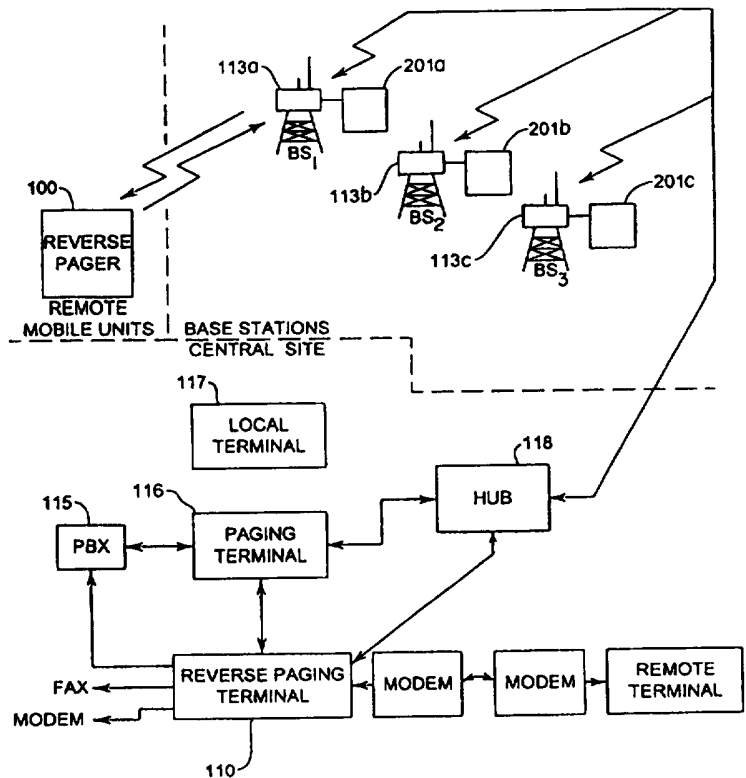 113a
201a
BS1
201b
113b
BS2
201c
113c
BS3
100
REVERSE
PAGER
REMOTE
MOBILE UNITS
BASE STATIONS
CENTRAL SITE
117
LOCAL
TERMINAL
118
HUB
115
PBX
116
PAGING
TERMINAL
REVERSE PAGING
TERMINAL
MODEM
MODEM
REMOTE
TERMINAL
FAX
MODEM
110